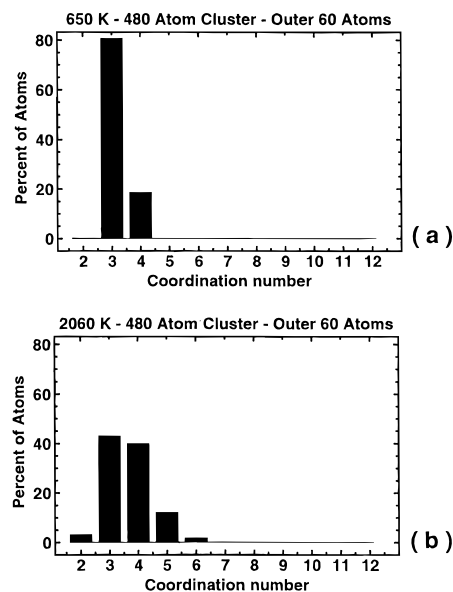 650 K - 480 Atom Cluster - Outer 60 Atoms
80
60
40
20
0
Percent of Atoms
2 3 4 5 6 7 8 9 10 11 12
Coordination number
( a )
2060 K - 480 Atom Cluster - Outer 60 Atoms
80
60
40
20
0
Percent of Atoms
2 3 4 5 6 7 8 9 10 11 12
Coordination number
( b )